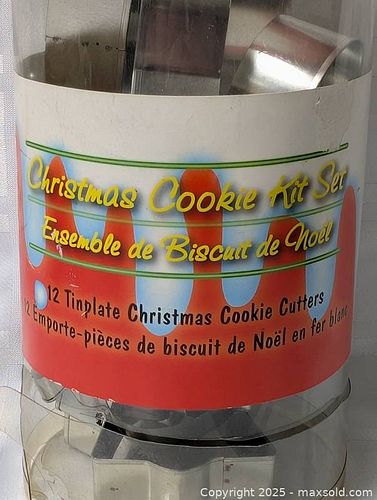 Christmas Cookie Kit Set
Ensemble de Biscuit de Noël
12 Tinplate Christmas Cookie Cutters
12 Emporte-pièces de biscuit de Noël en fer blanc
Copyright © 2025 - maxsold.com